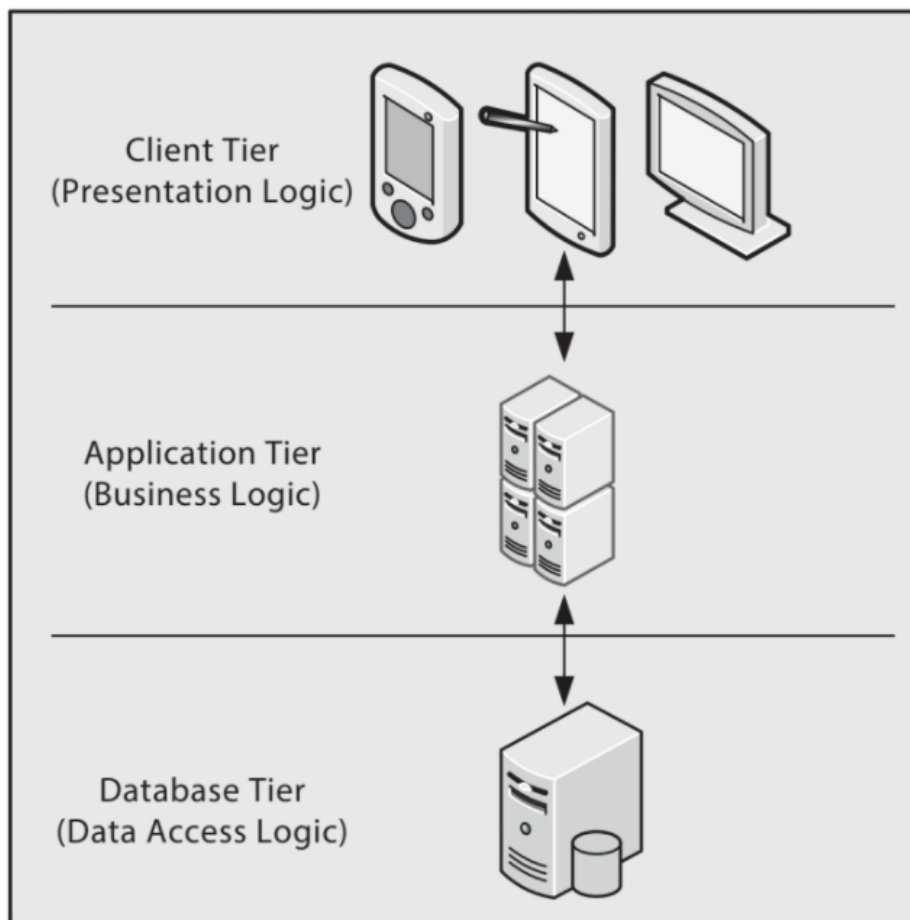 Client Tier
(Presentation Logic)
Application Tier
(Business Logic)
Database Tier
(Data Access Logic)